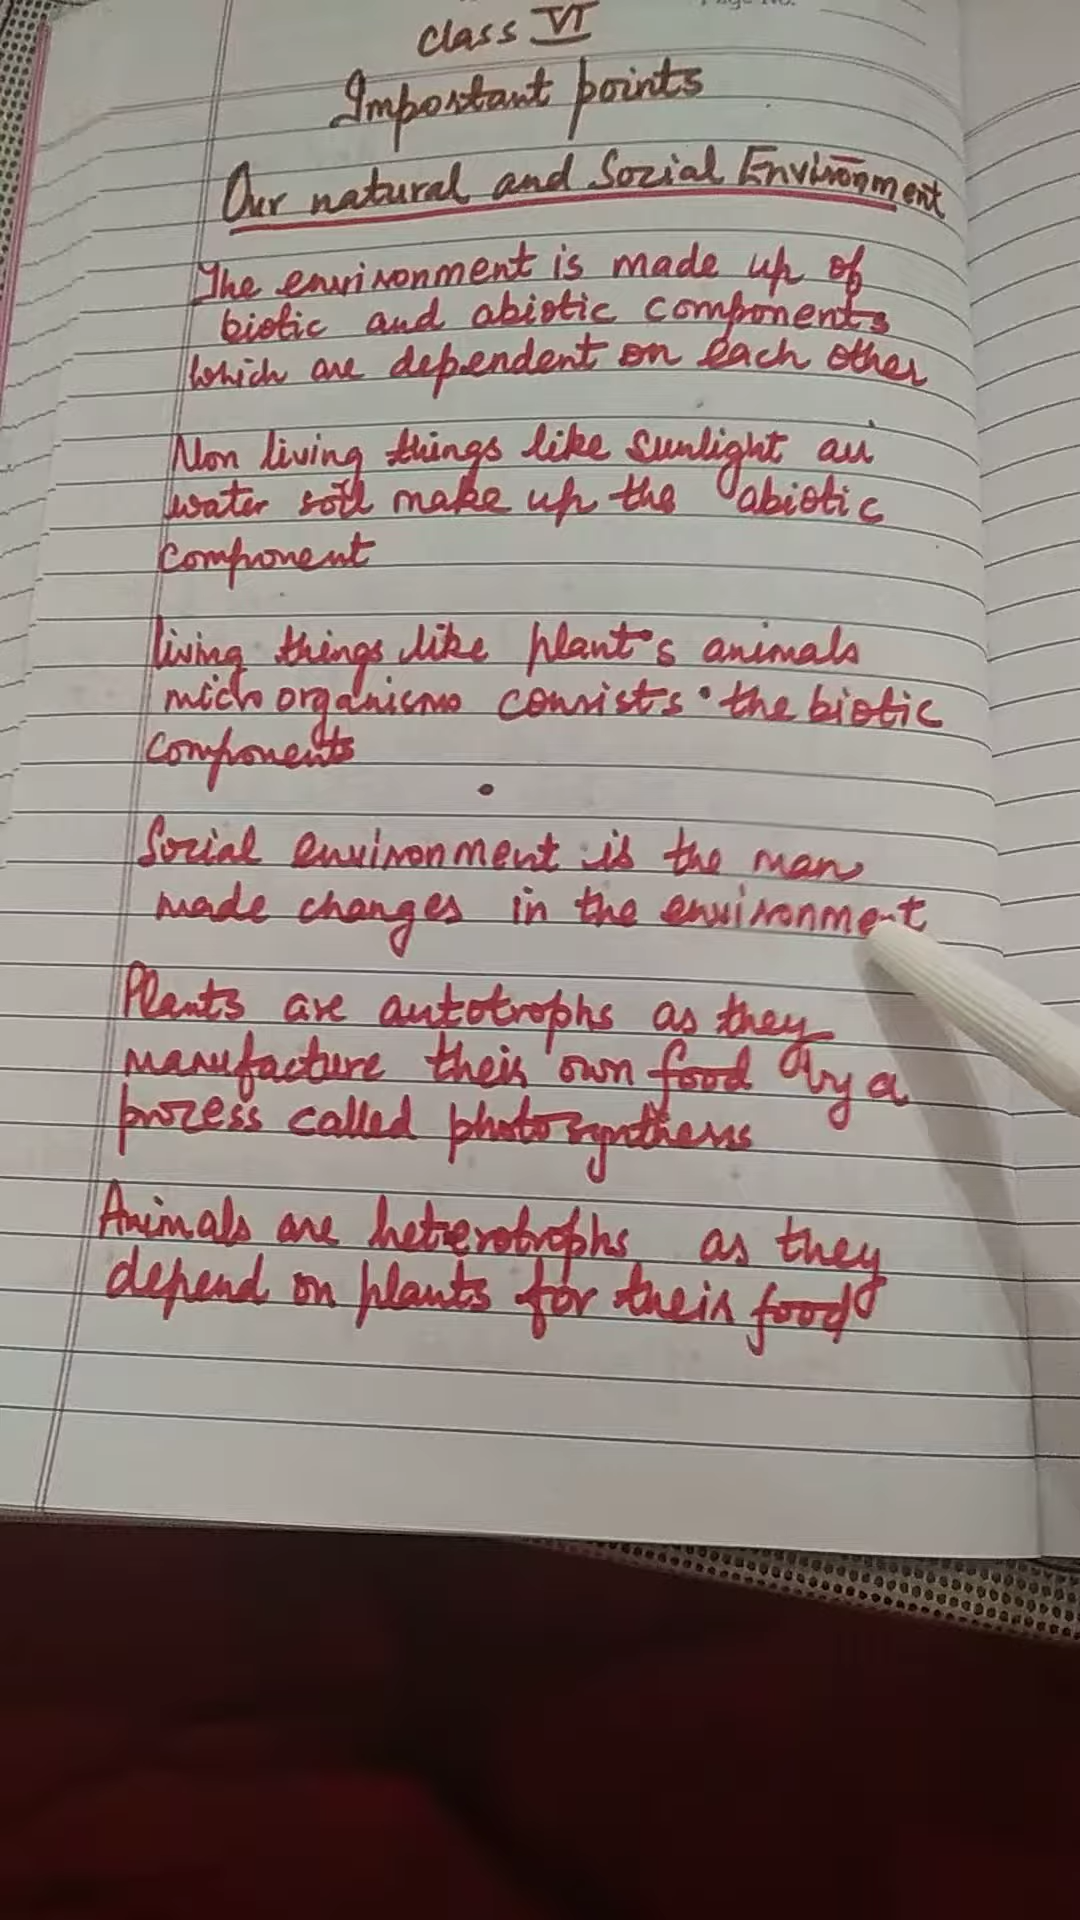 Class VI
Important points
Our natural and Social Environment
The environment is made up of
biotic and abiotic components
which are dependent on each other
Non living things like Sunlight air
water soil make up the abiotic
component
living things like plant's animals
micro organisms consists the biotic
components
Social environment is the man
made changes in the environment
Plants are autotrophs as they
manufacture their own food by a
process called photosynthesis
Animals are heterotrophs as they
depend on plants for their food